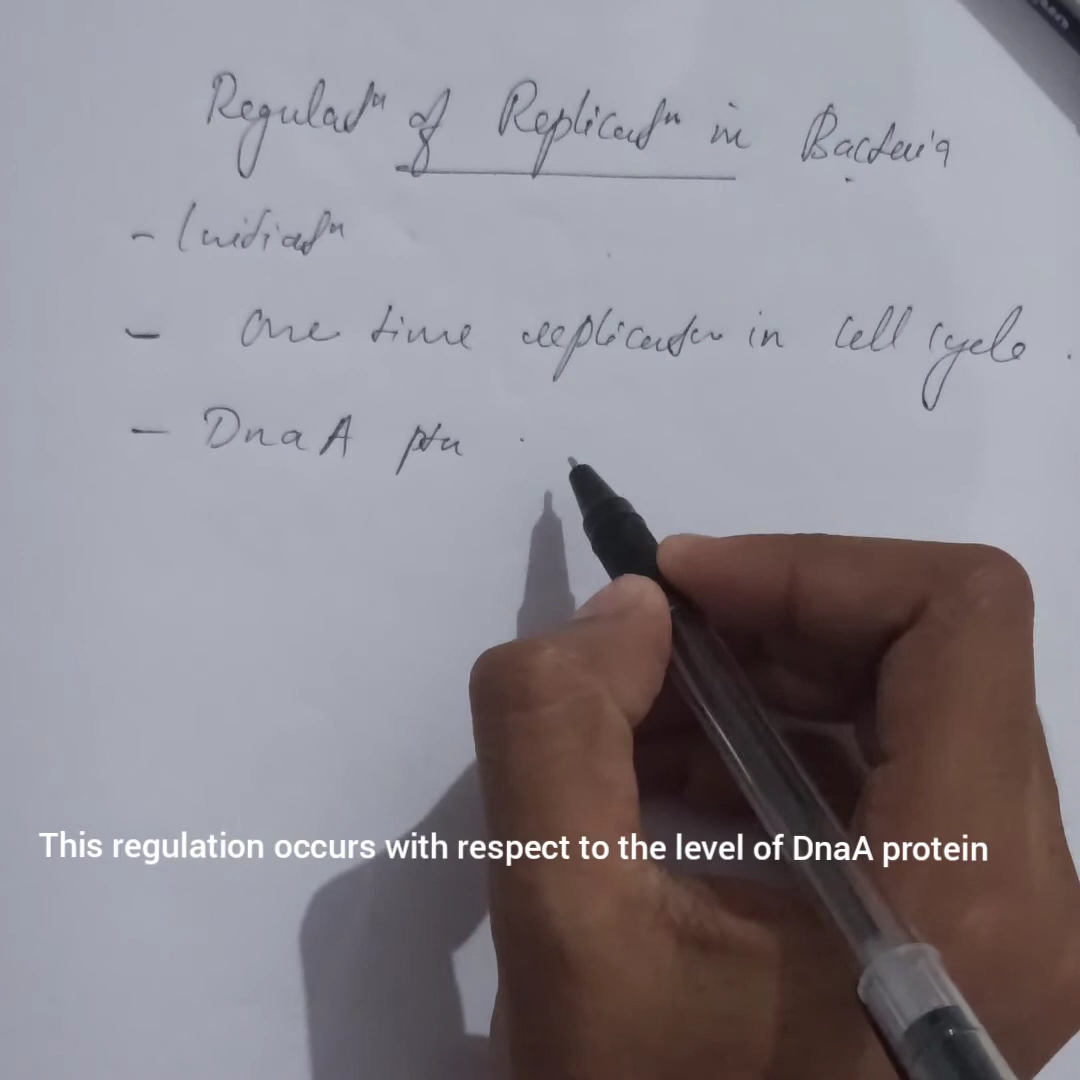 Regulatⁿ of Replicatⁿ in Bacteria
- Initiatⁿ
- One time replication in cell cycle.
- DnaA ptn
This regulation occurs with respect to the level of DnaA protein